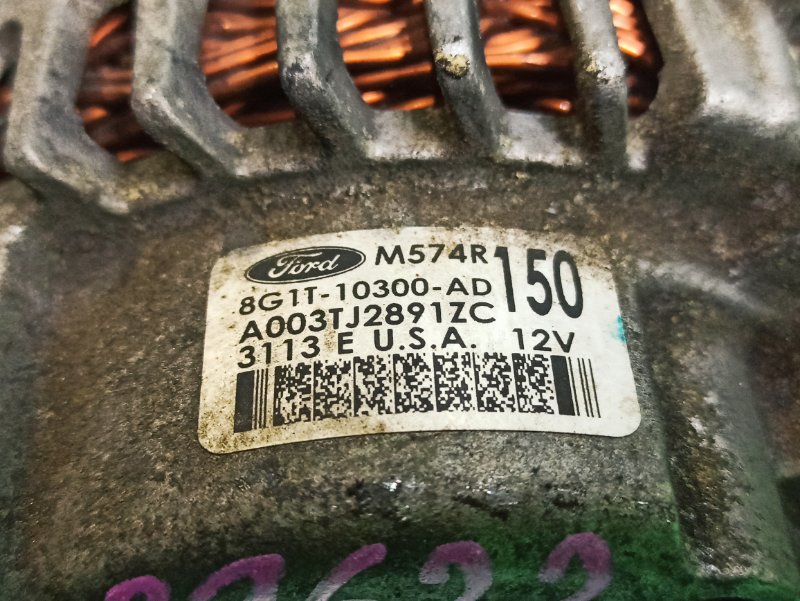 Ford M574R 150
8G1T-10300-AD
A003TJ2891ZC
3113 E U.S.A. 12V